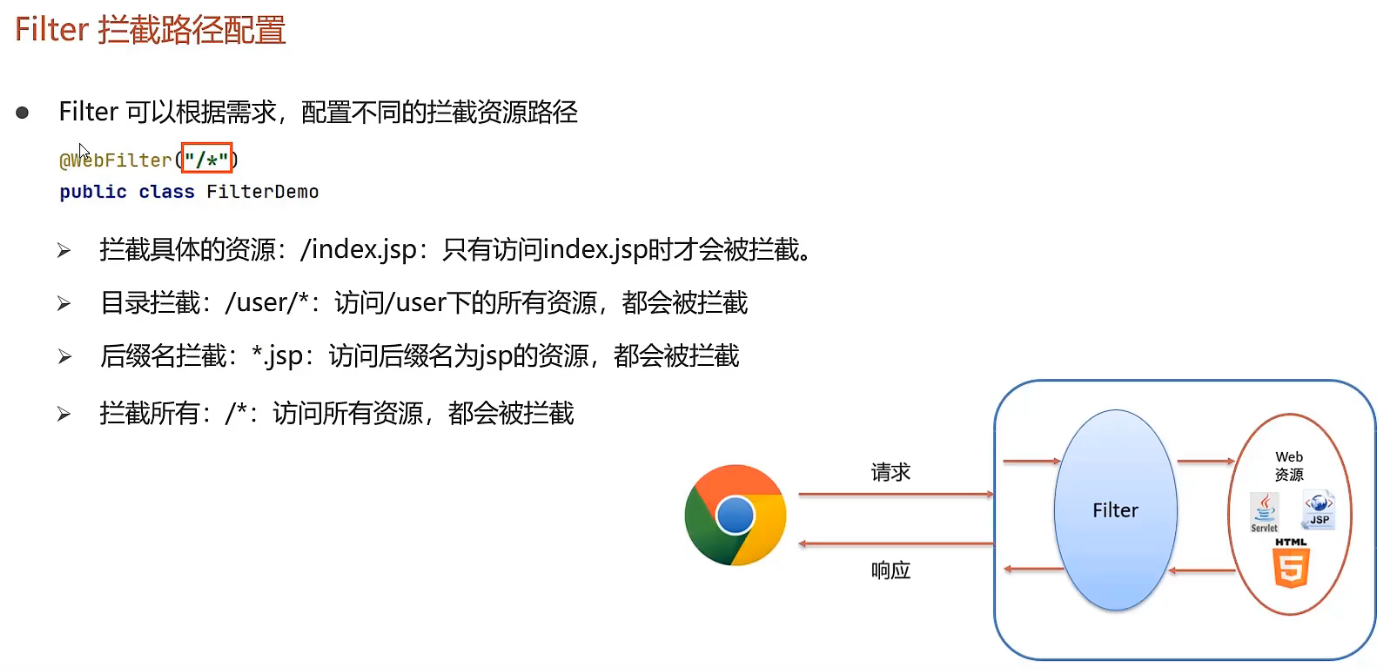 Filter 拦截路径配置
Filter 可以根据需求，配置不同的拦截资源路径
@WebFilter("/*")
public class FilterDemo
拦截具体的资源：/index.jsp：只有访问index.jsp时才会被拦截。
目录拦截：/user/*：访问/user下的所有资源，都会被拦截
后缀名拦截：*.jsp：访问后缀名为jsp的资源，都会被拦截
拦截所有：/*：访问所有资源，都会被拦截
请求
响应
Filter
Web
资源
Servlet
JSP
HTML
5